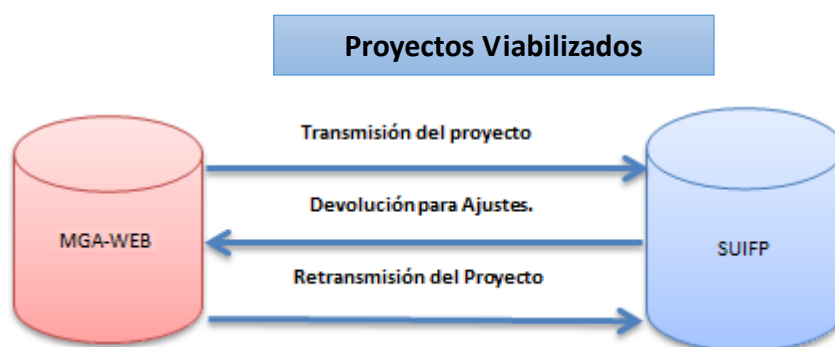 Proyectos Viabilizados
Transmisión del proyecto
Devolución para Ajustes.
MGA-WEB
SUIFP
Retransmisión del Proyecto